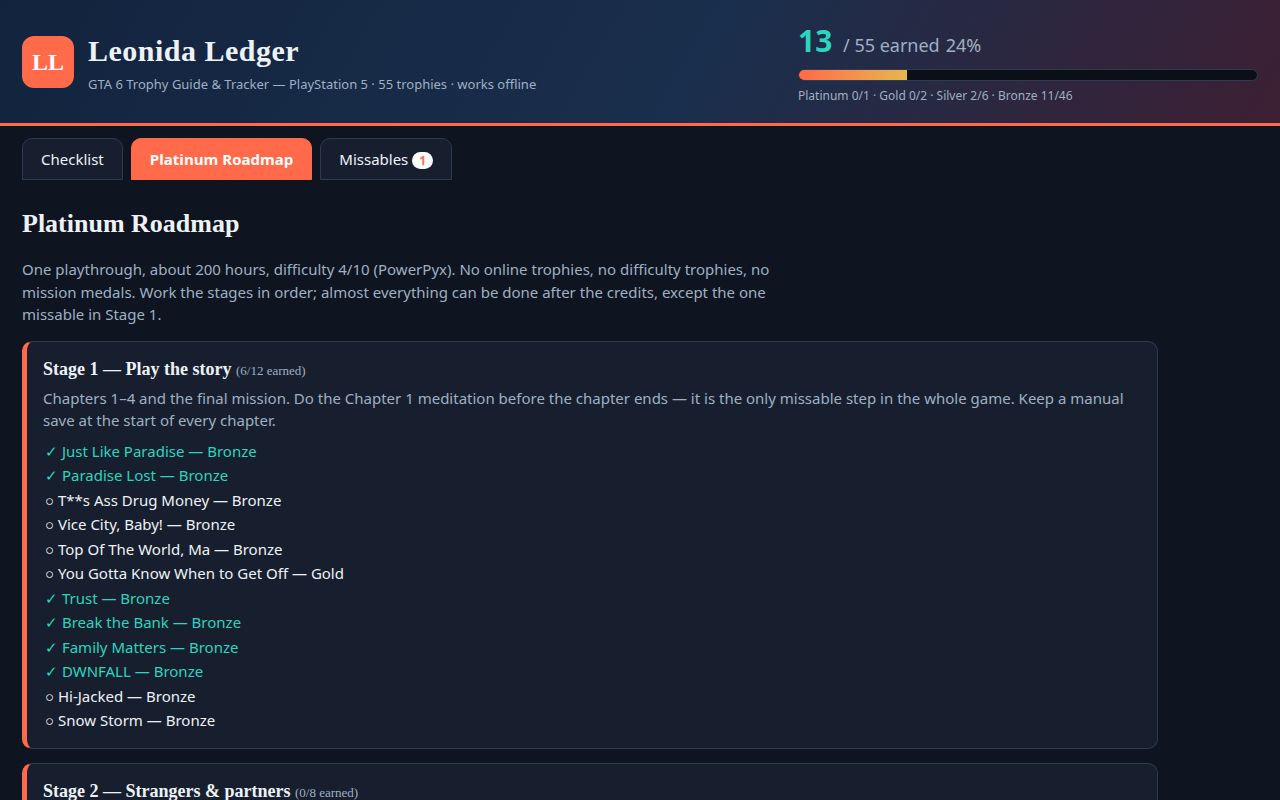 LL
Leonida Ledger
GTA 6 Trophy Guide & Tracker — PlayStation 5 · 55 trophies · works offline
13 / 55 earned 24%
Platinum 0/1 · Gold 0/2 · Silver 2/6 · Bronze 11/46
Checklist
Platinum Roadmap
Missables 1
Platinum Roadmap
One playthrough, about 200 hours, difficulty 4/10 (PowerPyx). No online trophies, no difficulty trophies, no
mission medals. Work the stages in order; almost everything can be done after the credits, except the one
missable in Stage 1.
Stage 1 — Play the story (6/12 earned)
Chapters 1–4 and the final mission. Do the Chapter 1 meditation before the chapter ends — it is the only missable step in the whole game. Keep a manual
save at the start of every chapter.
✓ Just Like Paradise — Bronze
✓ Paradise Lost — Bronze
○ T**s Ass Drug Money — Bronze
○ Vice City, Baby! — Bronze
○ Top Of The World, Ma — Bronze
○ You Gotta Know When to Get Off — Gold
✓ Trust — Bronze
✓ Break the Bank — Bronze
✓ Family Matters — Bronze
✓ DWNFALL — Bronze
○ Hi-Jacked — Bronze
○ Snow Storm — Bronze
Stage 2 — Strangers & partners (0/8 earned)